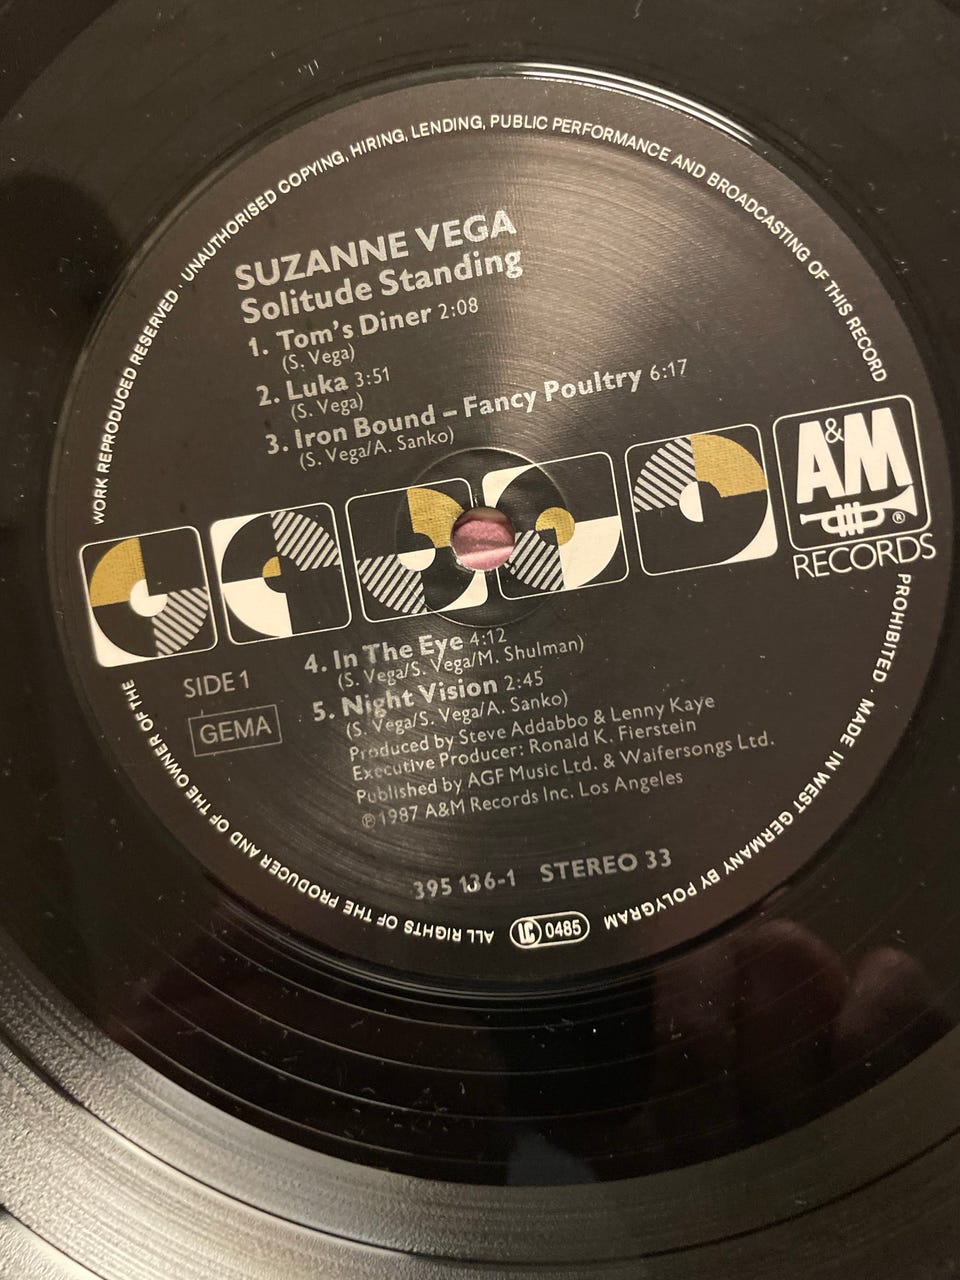 WORK REPRODUCED RESERVED · UNAUTHORISED COPYING, HIRING, LENDING, PUBLIC PERFORMANCE AND BROADCASTING OF THIS RECORD
SUZANNE VEGA
Solitude Standing
1. Tom's Diner 2:08
(S. Vega)
2. Luka 3:51
(S. Vega)
3. Iron Bound – Fancy Poultry 6:17
(S. Vega/A. Sanko)
A&M
®
RECORDS
4. In The Eye 4:12
(S. Vega/S. Vega/M. Shulman)
SIDE 1
5. Night Vision 2:45
(S. Vega/S. Vega/A. Sanko)
GEMA
Produced by Steve Addabbo & Lenny Kaye
Executive Producer: Ronald K. Fierstein
Published by AGF Music Ltd. & Waifersongs Ltd.
℗ 1987 A&M Records Inc. Los Angeles
395 136-1 STEREO 33
PROHIBITED · MADE IN WEST GERMANY BY POLYGRAM
LC 0485
ALL RIGHTS OF THE PRODUCER AND OF THE OWNER OF THE